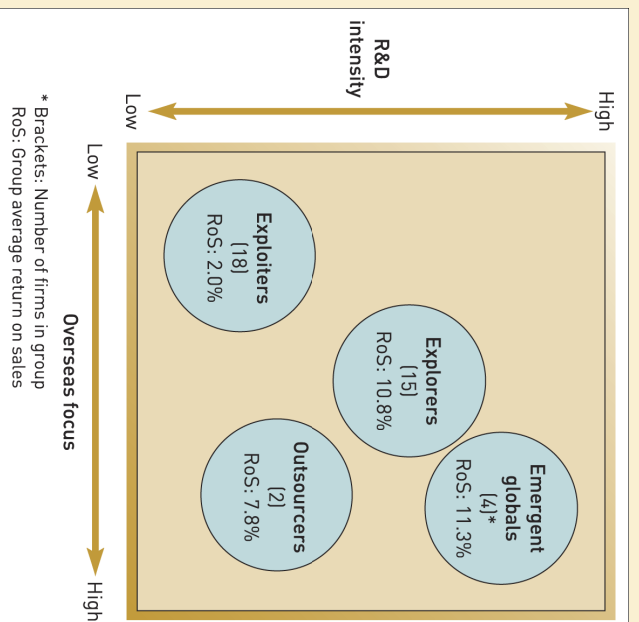 High
R&D
intensity
Low
Emergent
globals
(4)*
RoS: 11.3%
Explorers
(15)
RoS: 10.8%
Exploiters
(18)
RoS: 2.0%
Outsourcers
(2)
RoS: 7.8%
Low
Overseas focus
High
* Brackets: Number of firms in group
RoS: Group average return on sales